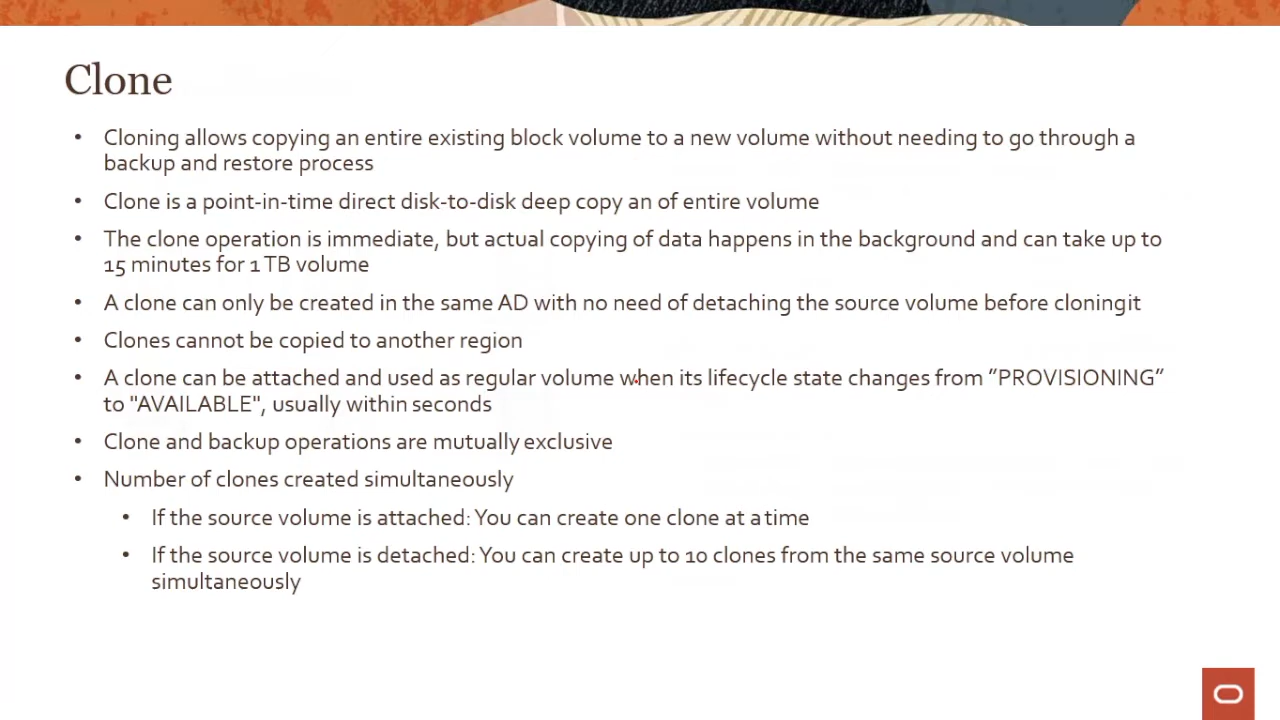 Clone
• Cloning allows copying an entire existing block volume to a new volume without needing to go through a
backup and restore process
• Clone is a point-in-time direct disk-to-disk deep copy an of entire volume
• The clone operation is immediate, but actual copying of data happens in the background and can take up to
15 minutes for 1 TB volume
• A clone can only be created in the same AD with no need of detaching the source volume before cloningit
• Clones cannot be copied to another region
• A clone can be attached and used as regular volume when its lifecycle state changes from ”PROVISIONING”
to "AVAILABLE", usually within seconds
• Clone and backup operations are mutually exclusive
• Number of clones created simultaneously
• If the source volume is attached: You can create one clone at a time
• If the source volume is detached: You can create up to 10 clones from the same source volume
simultaneously